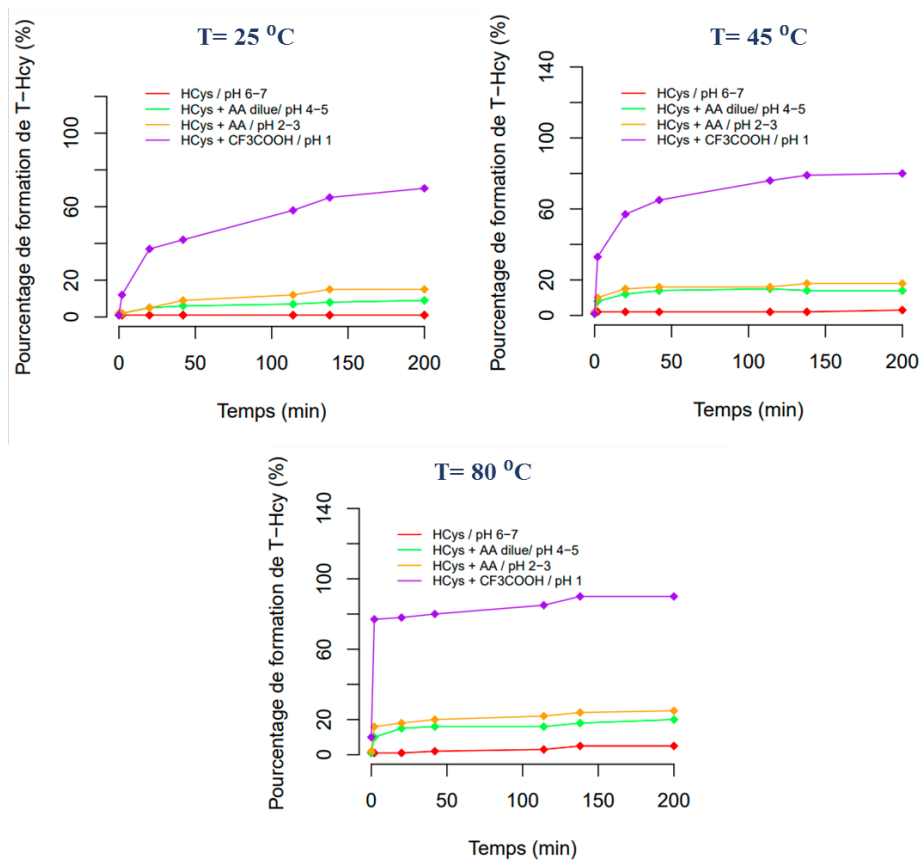 T= 25 ⁰C
Pourcentage de formation de T−Hcy (%)
0
20
60
100
HCys / pH 6−7
HCys + AA dilue/ pH 4−5
HCys + AA / pH 2−3
HCys + CF3COOH / pH 1
0 50 100 150 200
Temps (min)
T= 45 ⁰C
Pourcentage de formation de T−Hcy (%)
0
20
60
100
140
HCys / pH 6−7
HCys + AA dilue/ pH 4−5
HCys + AA / pH 2−3
HCys + CF3COOH / pH 1
0 50 100 150 200
Temps (min)
T= 80 ⁰C
Pourcentage de formation de T−Hcy (%)
0
20
60
100
140
HCys / pH 6−7
HCys + AA dilue/ pH 4−5
HCys + AA / pH 2−3
HCys + CF3COOH / pH 1
0 50 100 150 200
Temps (min)